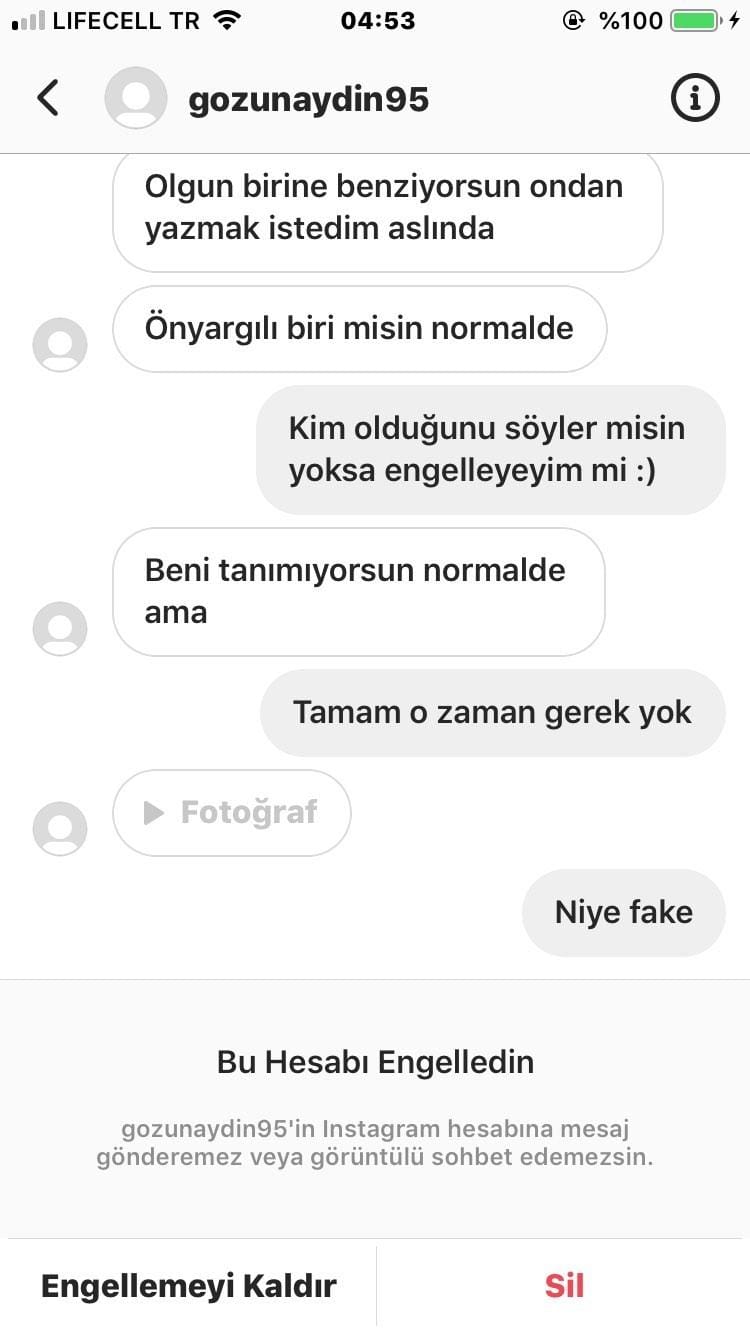 LIFECELL TR 04:53 %100
gozunaydin95
Olgun birine benziyorsun ondan
yazmak istedim aslında
Önyargılı biri misin normalde
Kim olduğunu söyler misin
yoksa engelleyeyim mi :)
Beni tanımıyorsun normalde
ama
Tamam o zaman gerek yok
Fotoğraf
Niye fake
Bu Hesabı Engelledin
gozunaydin95'in Instagram hesabına mesaj
gönderemez veya görüntülü sohbet edemezsin.
Engellemeyi Kaldır Sil